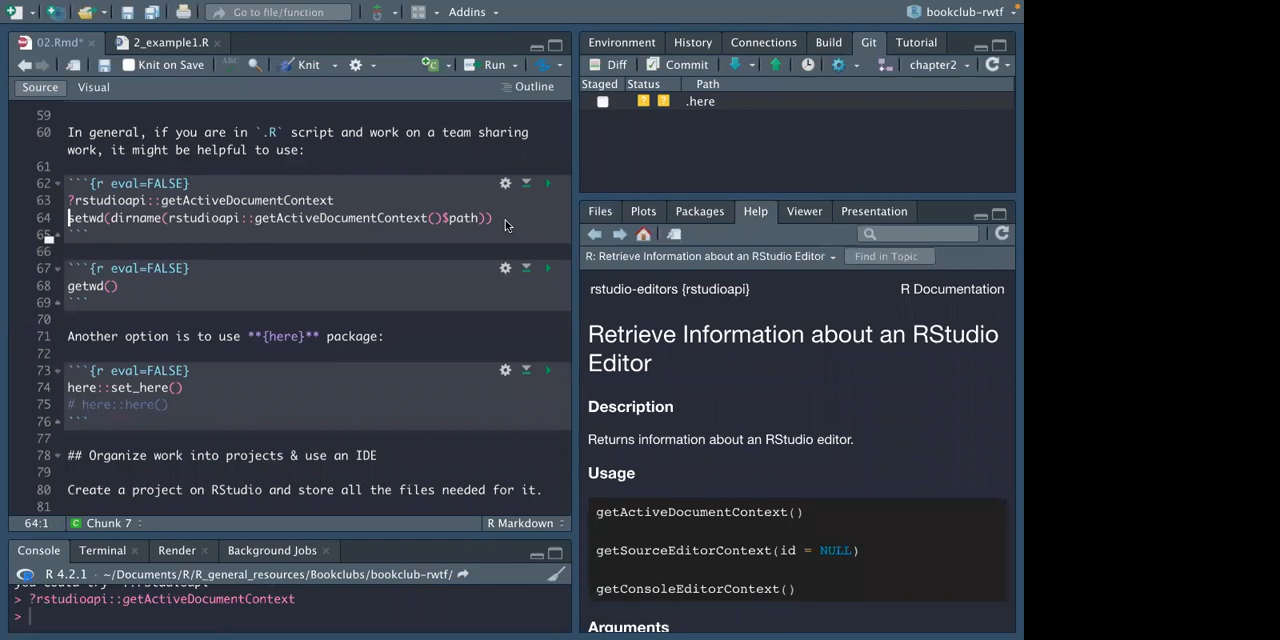 Go to file/function
Addins
bookclub-rwtf
02.Rmd*
2_example1.R
Knit on Save
ABC
Knit
Run
Source
Visual
Outline
59
60 In general, if you are in `.R` script and work on a team sharing
work, it might be helpful to use:
61
62 ```{r eval=FALSE}
63 ?rstudioapi::getActiveDocumentContext
64 setwd(dirname(rstudioapi::getActiveDocumentContext()$path))
65 ```
66
67 ```{r eval=FALSE}
68 getwd()
69 ```
70
71 Another option is to use **{here}** package:
72
73 ```{r eval=FALSE}
74 here::set_here()
75 # here::here()
76 ```
77
78 ## Organize work into projects & use an IDE
79
80 Create a project on RStudio and store all the files needed for it.
81
64:1 Chunk 7 R Markdown
Console Terminal Render Background Jobs
R 4.2.1 · ~/Documents/R/R_general_resources/Bookclubs/bookclub-rwtf/
> ?rstudioapi::getActiveDocumentContext
>
Environment History Connections Build Git Tutorial
Diff Commit chapter2
Staged Status Path
? ? .here
Files Plots Packages Help Viewer Presentation
R: Retrieve Information about an RStudio Editor
Find in Topic
rstudio-editors {rstudioapi} R Documentation
Retrieve Information about an RStudio
Editor
Description
Returns information about an RStudio editor.
Usage
getActiveDocumentContext()
getSourceEditorContext(id = NULL)
getConsoleEditorContext()
Arguments